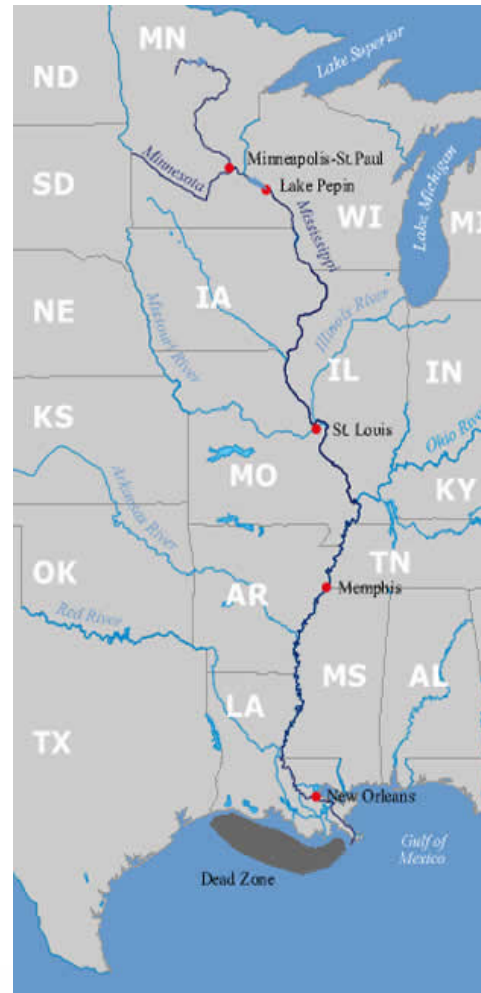 MN
Lake Superior
ND
Minneapolis-St. Paul
Minnesota
Lake Pepin
SD
Mississippi
WI
Lake Michigan
MI
IA
NE
Missouri River
Illinois River
IL
IN
KS
St. Louis
Ohio River
MO
KY
Arkansas River
TN
OK
AR
Memphis
Red River
MS
AL
LA
TX
New Orleans
Gulf of
Mexico
Dead Zone